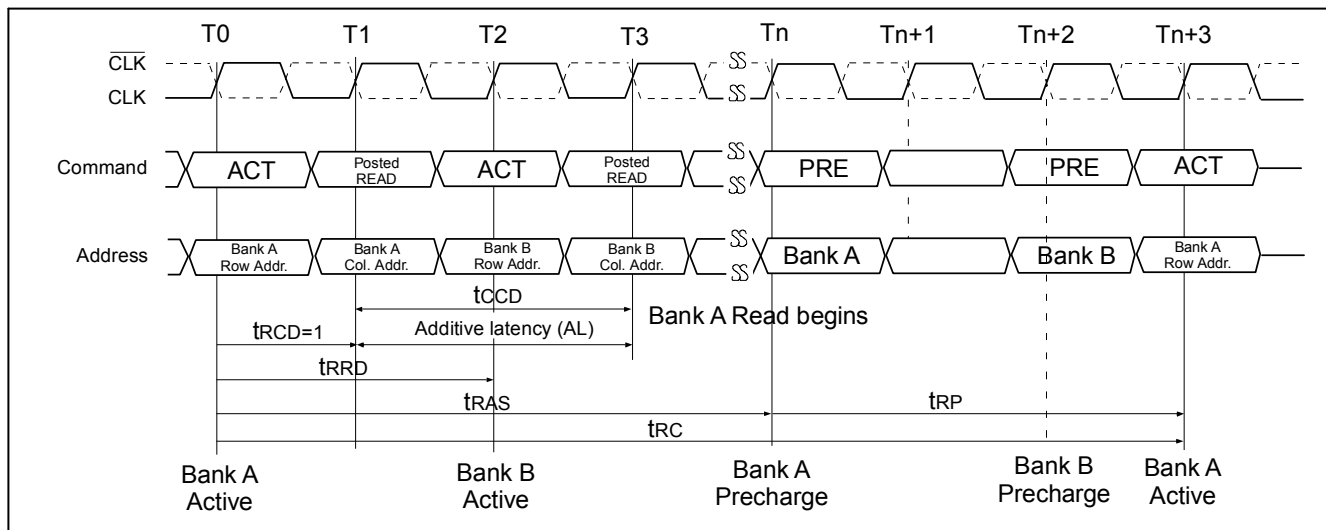 T0 T1 T2 T3 Tn Tn+1 Tn+2 Tn+3
CLK
CLK
Command
ACT
Posted
READ
ACT
Posted
READ
PRE
PRE
ACT
Address
Bank A
Row Addr.
Bank A
Col. Addr.
Bank B
Row Addr.
Bank B
Col. Addr.
Bank A
Bank B
Bank A
Row Addr.
tCCD
Bank A Read begins
tRCD=1
Additive latency (AL)
tRRD
tRAS
tRP
tRC
Bank A
Active
Bank B
Active
Bank A
Precharge
Bank B
Precharge
Bank A
Active